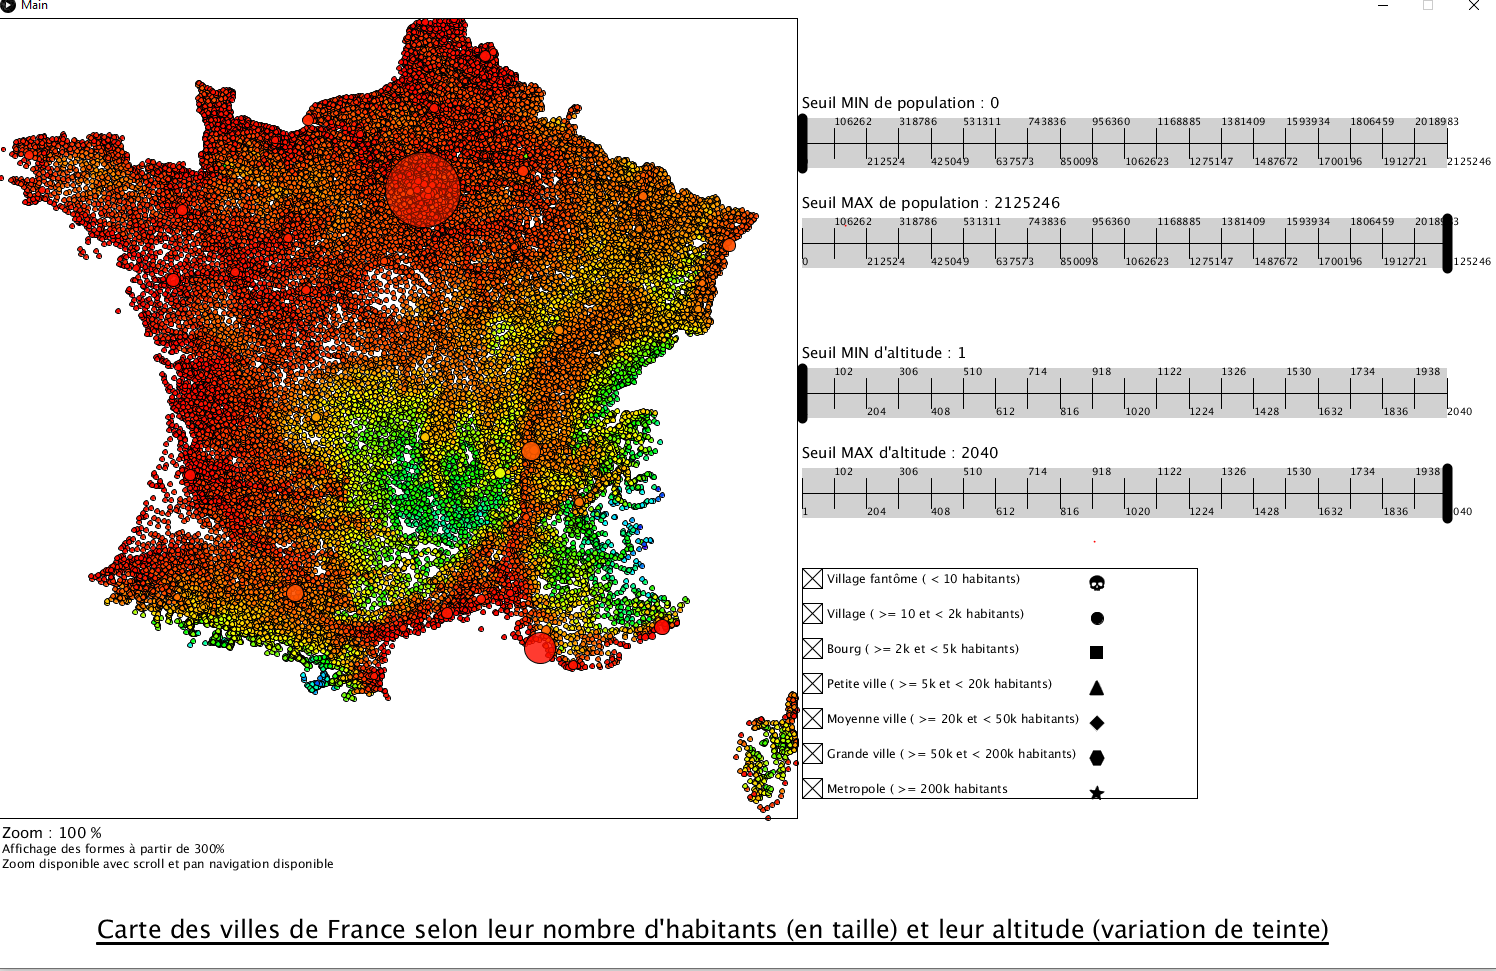 Main
Seuil MIN de population : 0
106262 318786 531311 743836 956360 1168885 1381409 1593934 1806459 2018983
212524 425049 637573 850098 1062623 1275147 1487672 1700196 1912721 2125246
Seuil MAX de population : 2125246
106262 318786 531311 743836 956360 1168885 1381409 1593934 1806459 20189 3
0 212524 425049 637573 850098 1062623 1275147 1487672 1700196 1912721 125246
Seuil MIN d'altitude : 1
102 306 510 714 918 1122 1326 1530 1734 1938
204 408 612 816 1020 1224 1428 1632 1836 2040
Seuil MAX d'altitude : 2040
102 306 510 714 918 1122 1326 1530 1734 1938
1 204 408 612 816 1020 1224 1428 1632 1836 040
Village fantôme ( < 10 habitants)
Village ( >= 10 et < 2k habitants)
Bourg ( >= 2k et < 5k habitants)
Petite ville ( >= 5k et < 20k habitants)
Moyenne ville ( >= 20k et < 50k habitants)
Grande ville ( >= 50k et < 200k habitants)
Metropole ( >= 200k habitants
Zoom : 100 %
Affichage des formes à partir de 300%
Zoom disponible avec scroll et pan navigation disponible
Carte des villes de France selon leur nombre d'habitants (en taille) et leur altitude (variation de teinte)